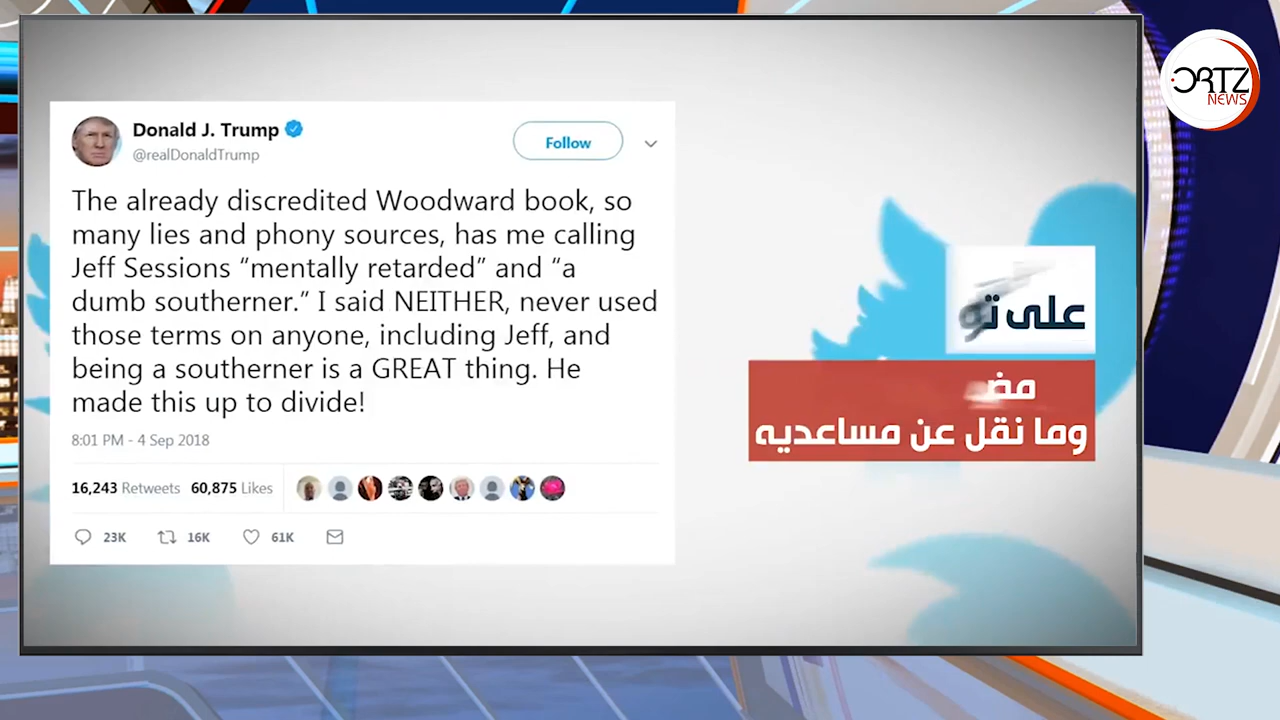 ORTZ
NEWS
Donald J. Trump
@realDonaldTrump
Follow
The already discredited Woodward book, so
many lies and phony sources, has me calling
Jeff Sessions “mentally retarded” and “a
dumb southerner.” I said NEITHER, never used
those terms on anyone, including Jeff, and
being a southerner is a GREAT thing. He
made this up to divide!
8:01 PM - 4 Sep 2018
16,243 Retweets 60,875 Likes
23K 16K 61K
على
وما نقل عن مساعديه